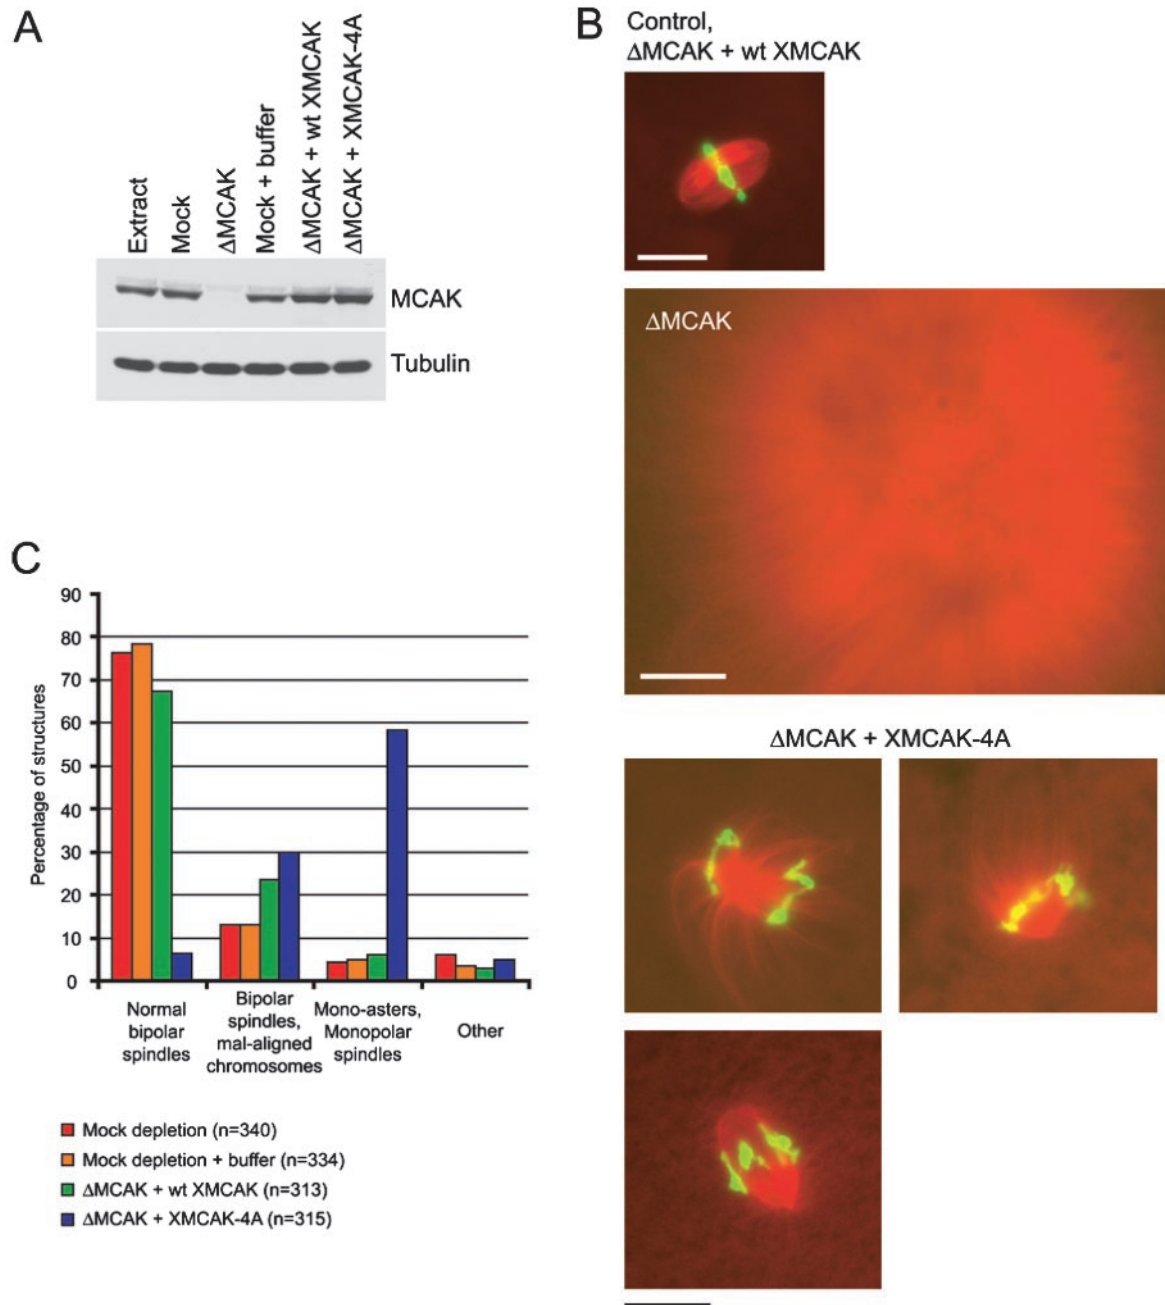 A
Extract
Mock
ΔMCAK
Mock + buffer
ΔMCAK + wt XMCAK
ΔMCAK + XMCAK-4A
MCAK
Tubulin
B
Control,
ΔMCAK + wt XMCAK
ΔMCAK
ΔMCAK + XMCAK-4A
C
Percentage of structures
90
80
70
60
50
40
30
20
10
0
Normal
bipolar
spindles
Bipolar
spindles,
mal-aligned
chromosomes
Mono-asters,
Monopolar
spindles
Other
Mock depletion (n=340)
Mock depletion + buffer (n=334)
ΔMCAK + wt XMCAK (n=313)
ΔMCAK + XMCAK-4A (n=315)